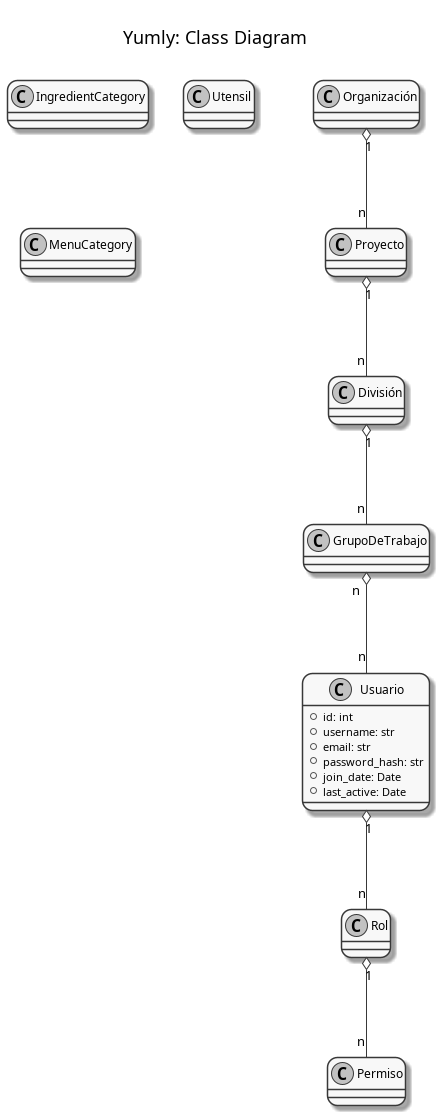 Yumly: Class Diagram
C IngredientCategory
C Utensil
C Organización
1
n
C MenuCategory
C Proyecto
1
n
C División
1
n
C GrupoDeTrabajo
n
n
C Usuario
id: int
username: str
email: str
password_hash: str
join_date: Date
last_active: Date
1
n
C Rol
1
n
C Permiso